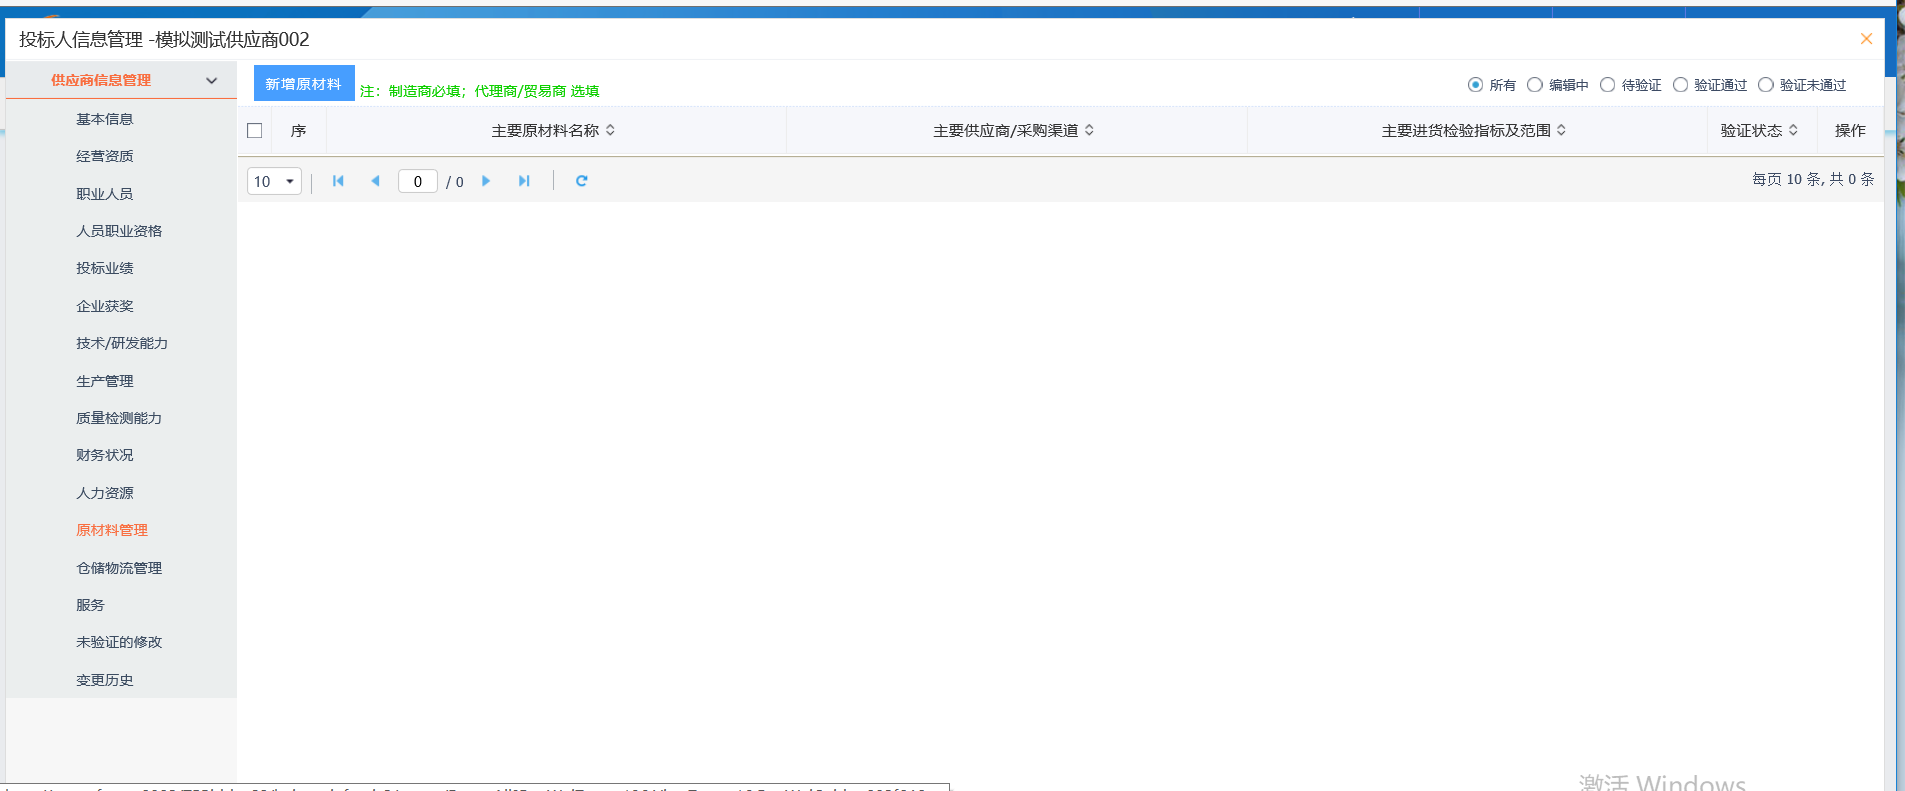 投标人信息管理 -模拟测试供应商002
供应商信息管理
基本信息
经营资质
职业人员
人员职业资格
投标业绩
企业获奖
技术/研发能力
生产管理
质量检测能力
财务状况
人力资源
原材料管理
仓储物流管理
服务
未验证的修改
变更历史
新增原材料 注：制造商必填；代理商/贸易商 选填
所有 编辑中 待验证 验证通过 验证未通过
序 主要原材料名称 主要供应商/采购渠道 主要进货检验指标及范围 验证状态 操作
10 0 / 0 每页 10 条, 共 0 条
激活 Windows